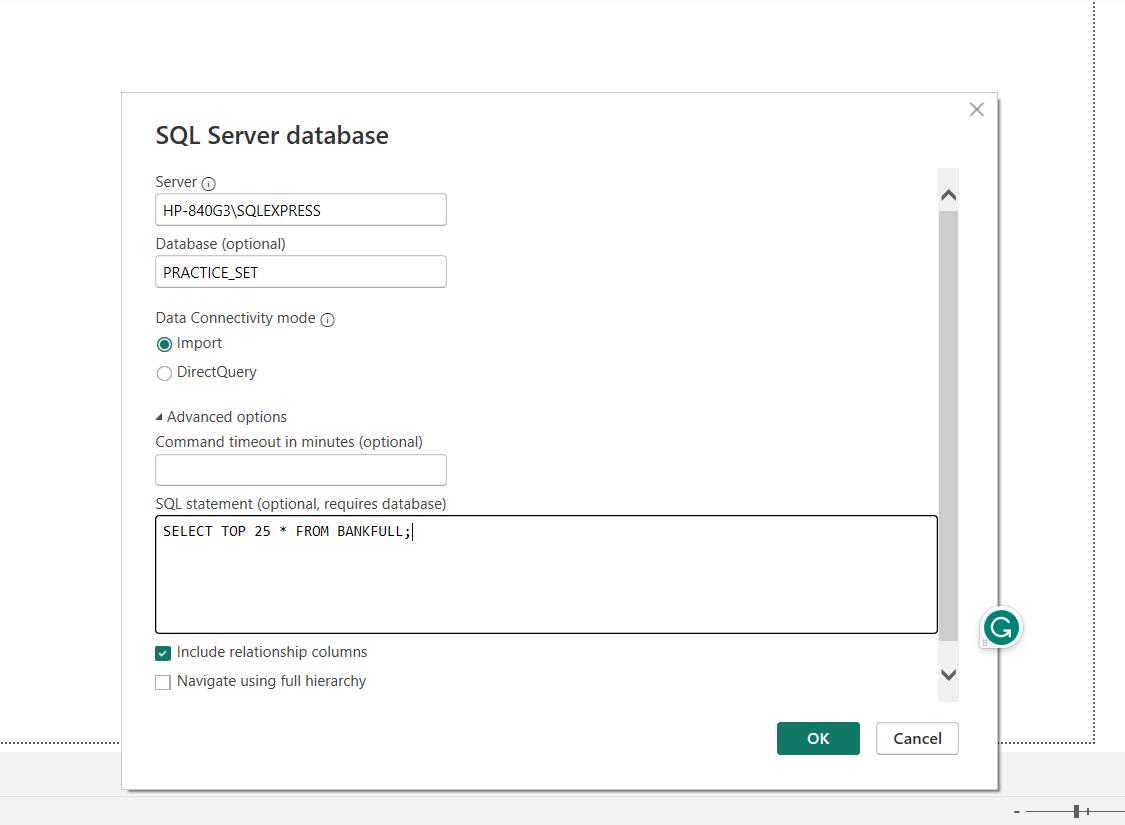 SQL Server database
Server
HP-840G3\SQLEXPRESS
Database (optional)
PRACTICE_SET
Data Connectivity mode
Import
DirectQuery
Advanced options
Command timeout in minutes (optional)
SQL statement (optional, requires database)
SELECT TOP 25 * FROM BANKFULL;
Include relationship columns
Navigate using full hierarchy
OK Cancel